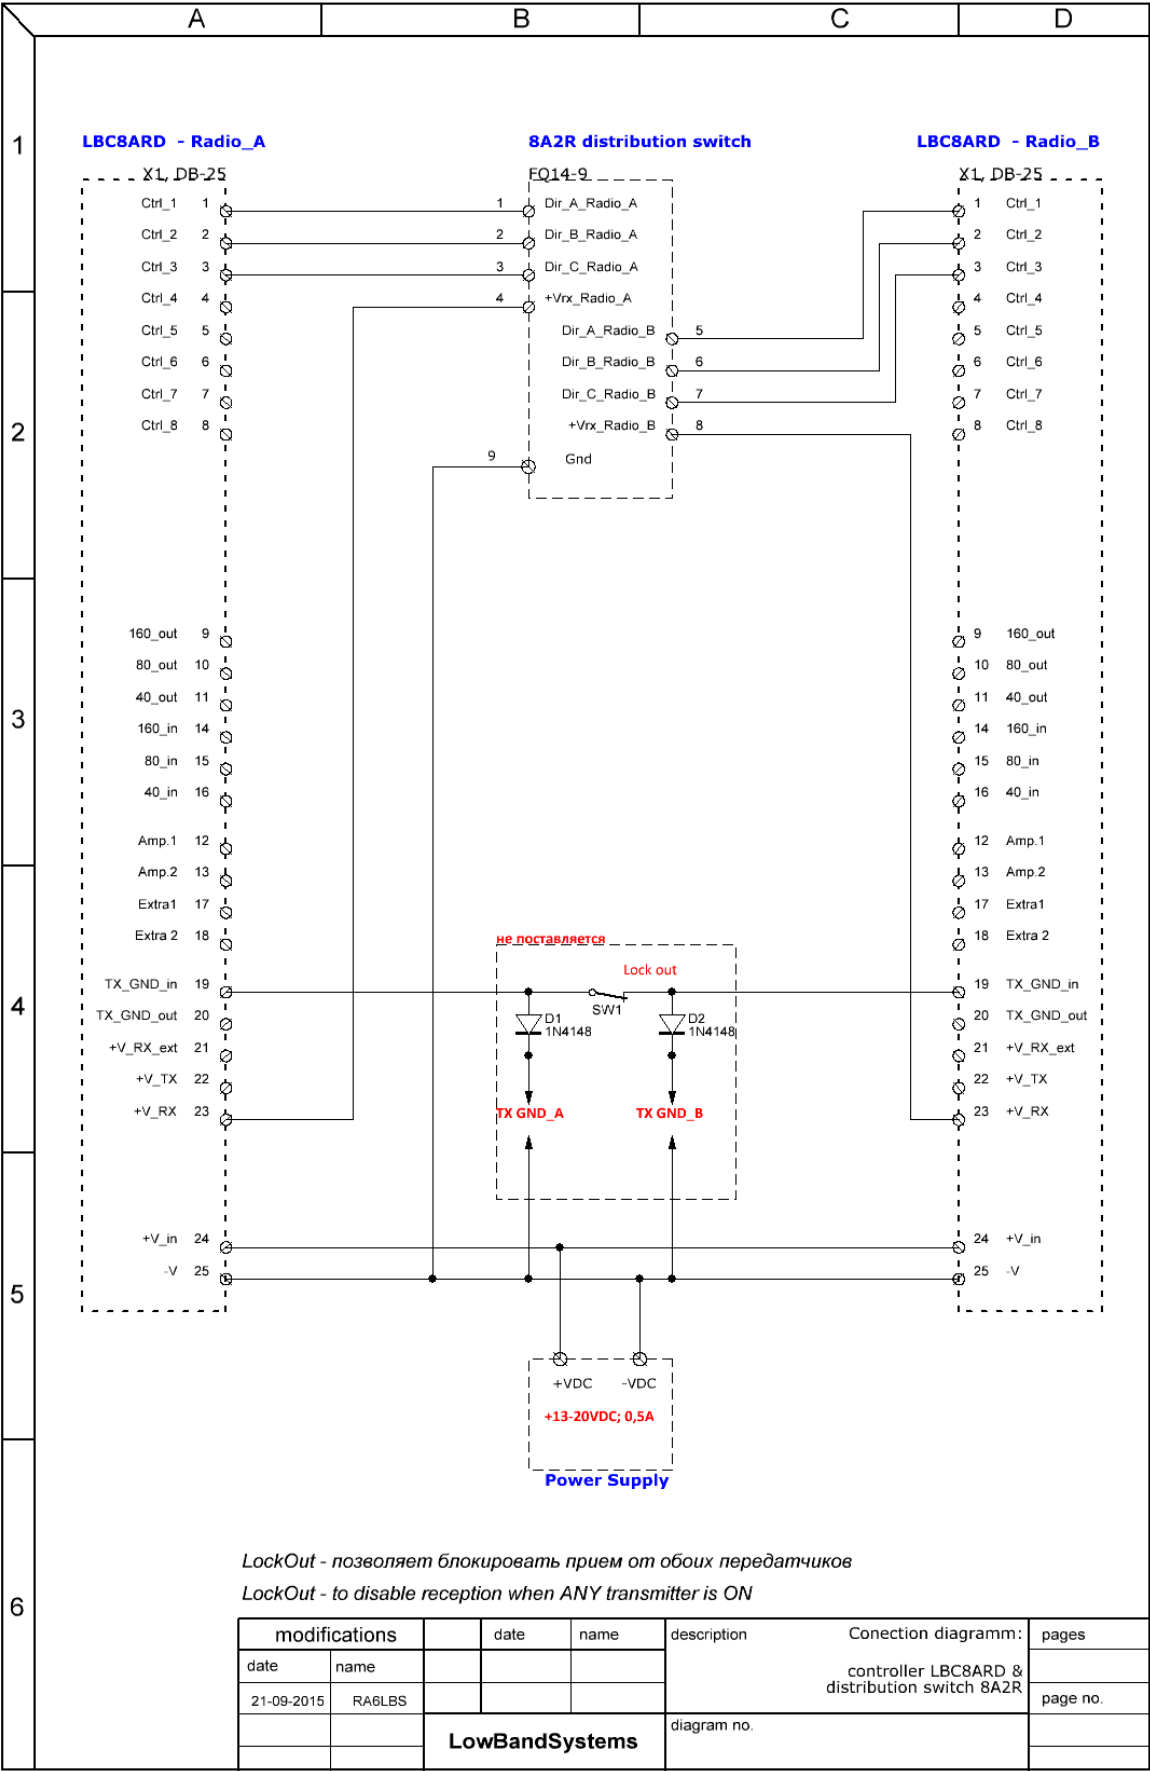 A B C D
1
LBC8ARD - Radio_A 8A2R distribution switch LBC8ARD - Radio_B
X1, DB-25 FQ14-9 X1, DB-25
Ctrl_1 1 1 Dir_A_Radio_A 1 Ctrl_1
Ctrl_2 2 2 Dir_B_Radio_A 2 Ctrl_2
Ctrl_3 3 3 Dir_C_Radio_A 3 Ctrl_3
Ctrl_4 4 4 +Vrx_Radio_A 4 Ctrl_4
Ctrl_5 5 Dir_A_Radio_B 5 5 Ctrl_5
Ctrl_6 6 Dir_B_Radio_B 6 6 Ctrl_6
Ctrl_7 7 Dir_C_Radio_B 7 7 Ctrl_7
Ctrl_8 8 +Vrx_Radio_B 8 8 Ctrl_8
2
9 Gnd
160_out 9 9 160_out
80_out 10 10 80_out
40_out 11 11 40_out
3
160_in 14 14 160_in
80_in 15 15 80_in
40_in 16 16 40_in
Amp.1 12 12 Amp.1
Amp.2 13 13 Amp.2
Extra1 17 17 Extra1
Extra 2 18 18 Extra 2
не поставляется
Lock out
TX_GND_in 19 19 TX_GND_in
4
SW1
TX_GND_out 20 D1 D2 20 TX_GND_out
1N4148 1N4148
+V_RX_ext 21 21 +V_RX_ext
+V_TX 22 22 +V_TX
+V_RX 23 TX GND_A TX GND_B 23 +V_RX
+V_in 24 24 +V_in
-V 25 25 -V
5
+VDC -VDC
+13-20VDC; 0,5A
Power Supply
LockOut - позволяет блокировать прием от обоих передатчиков
LockOut - to disable reception when ANY transmitter is ON
6
modifications date name description Conection diagramm: pages
date name controller LBC8ARD &
distribution switch 8A2R
21-09-2015 RA6LBS page no.
LowBandSystems diagram no.